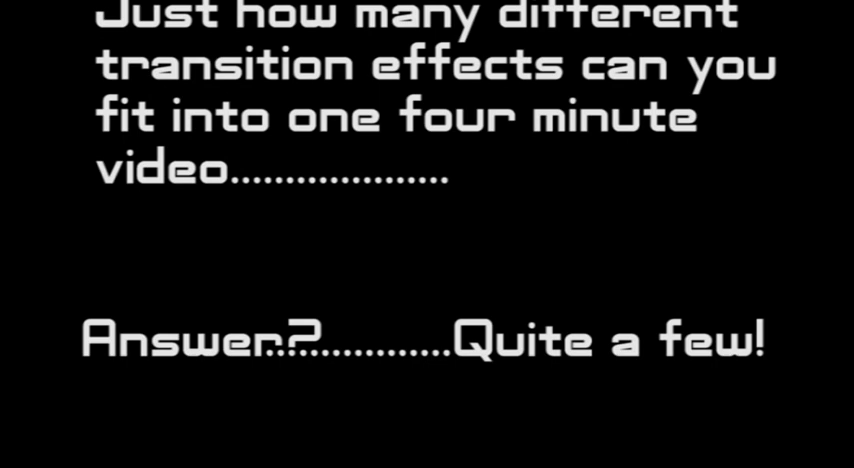 Just how many different
transition effects can you
fit into one four minute
video....................
Answer..?...............Quite a few!